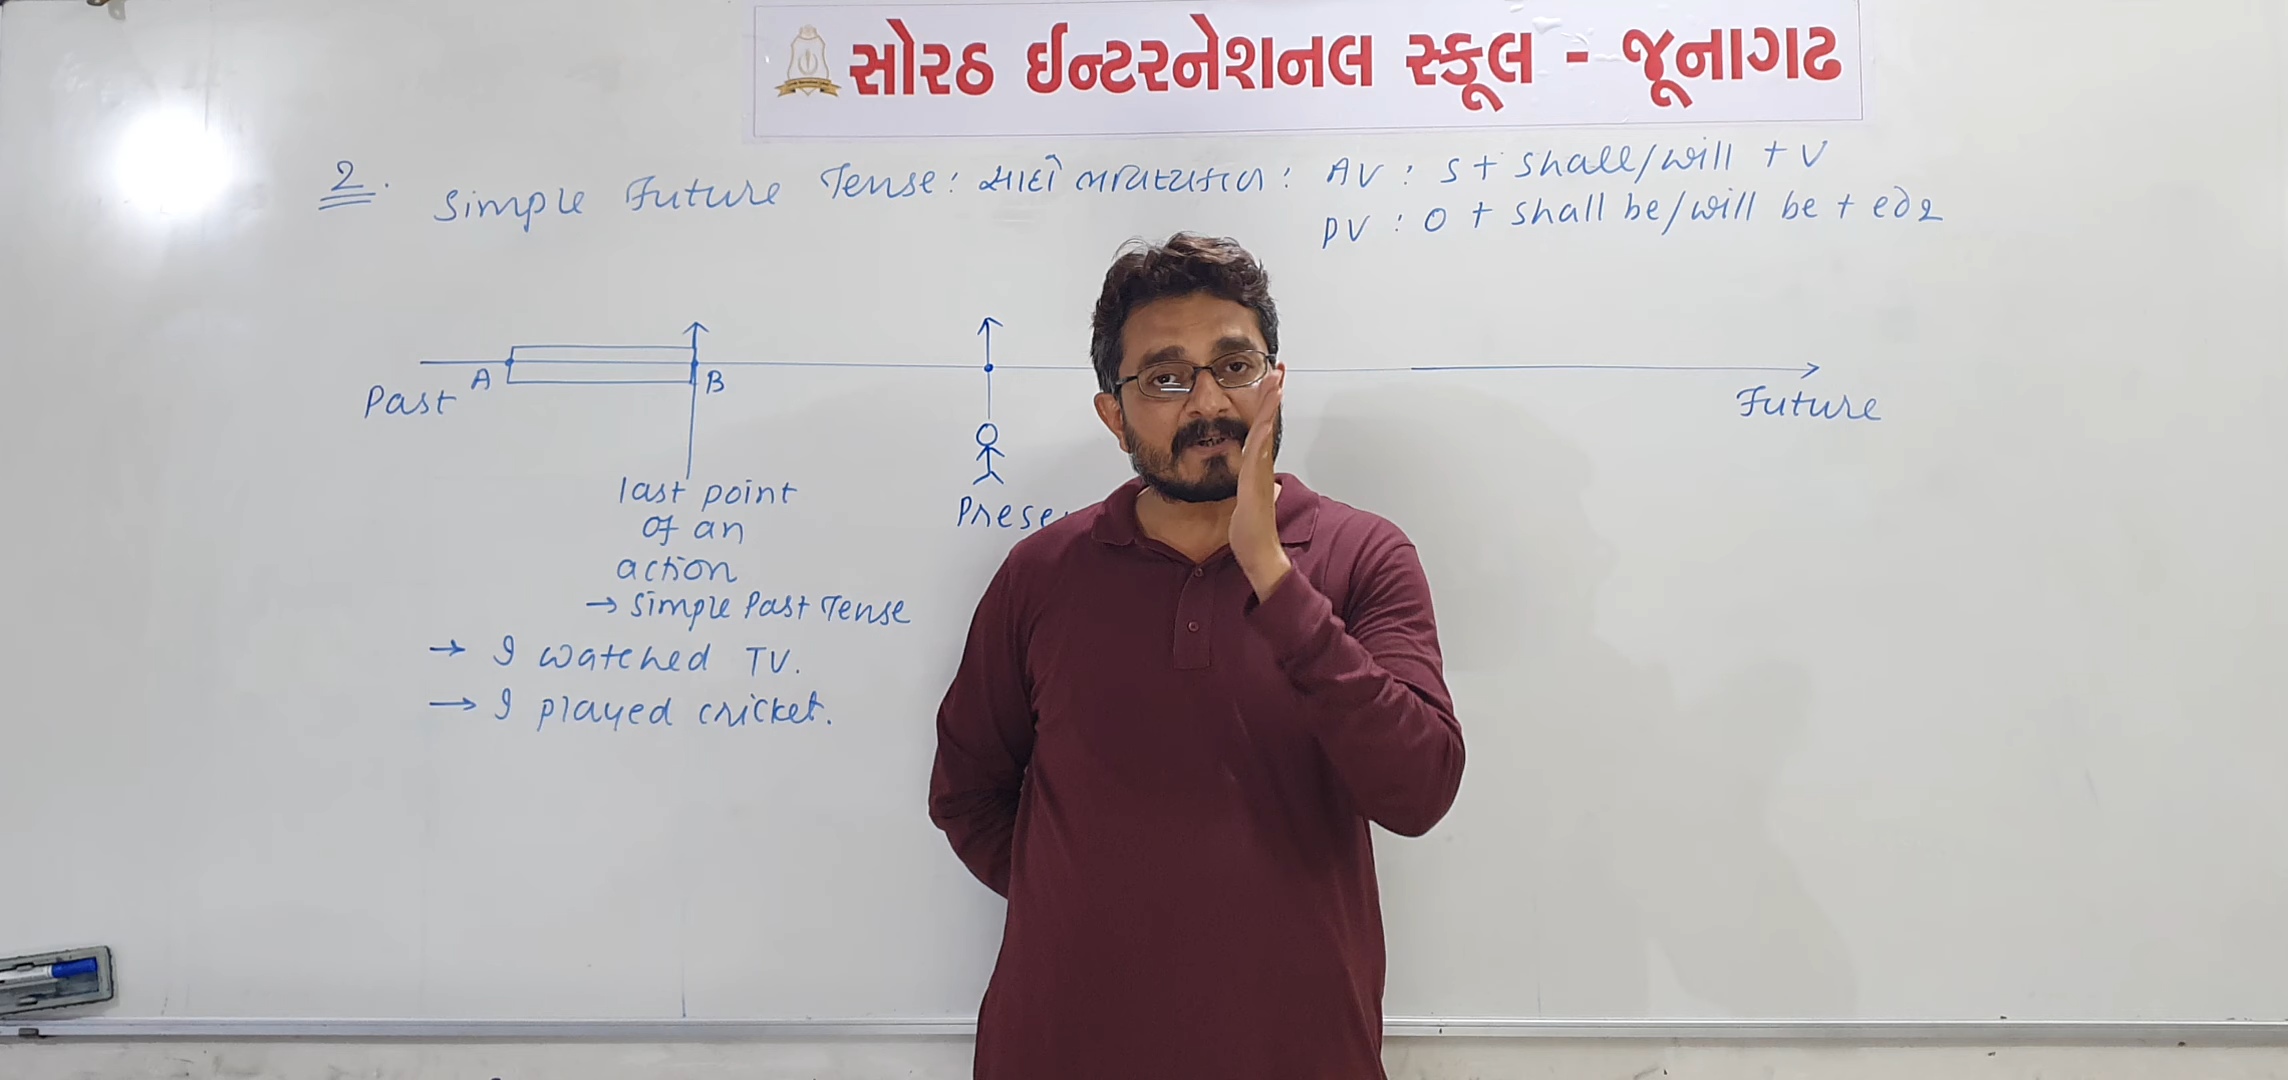 સોરઠ ઈન્ટરનેશનલ સ્કૂલ - જૂનાગઢ
2. Simple Future Tense: સાદો ભવિષ્યકાળ: AV: S + shall/will + V
PV: O + shall be/will be + ed2
A B
Past Future
last point
of an
action
Prese
→ Simple Past Tense
→ I watched TV.
→ I played cricket.